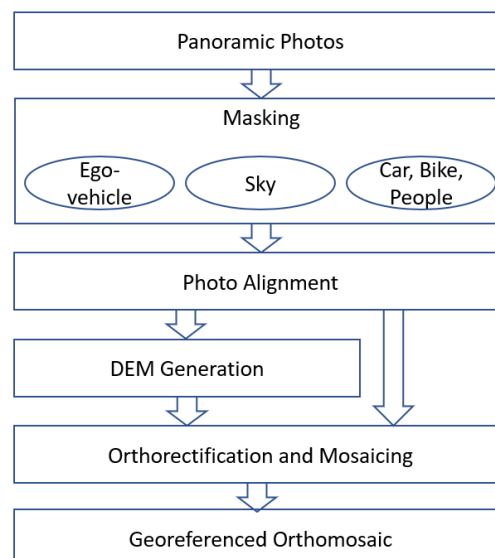 Panoramic Photos
Masking
Ego-
vehicle
Sky
Car, Bike,
People
Photo Alignment
DEM Generation
Orthorectification and Mosaicing
Georeferenced Orthomosaic